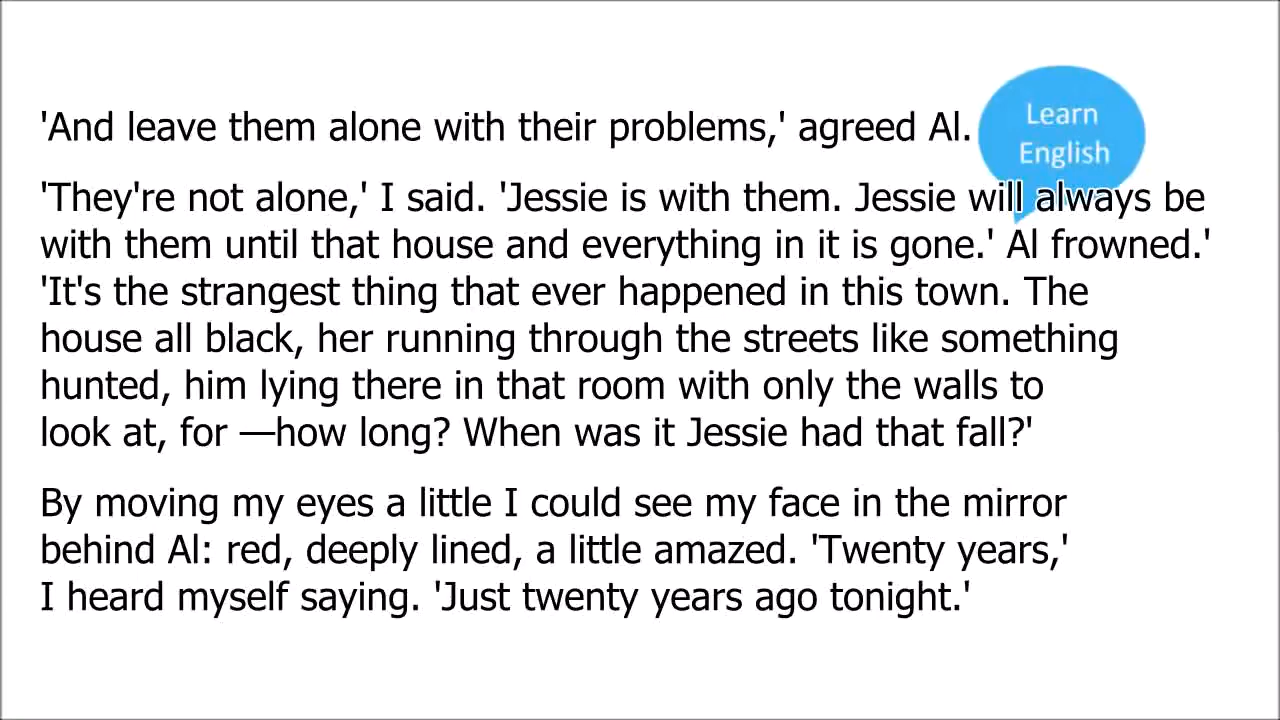 'And leave them alone with their problems,' agreed Al.
Learn
English
'They're not alone,' I said. 'Jessie is with them. Jessie will always be
with them until that house and everything in it is gone.' Al frowned.'
'It's the strangest thing that ever happened in this town. The
house all black, her running through the streets like something
hunted, him lying there in that room with only the walls to
look at, for —how long? When was it Jessie had that fall?'
By moving my eyes a little I could see my face in the mirror
behind Al: red, deeply lined, a little amazed. 'Twenty years,'
I heard myself saying. 'Just twenty years ago tonight.'